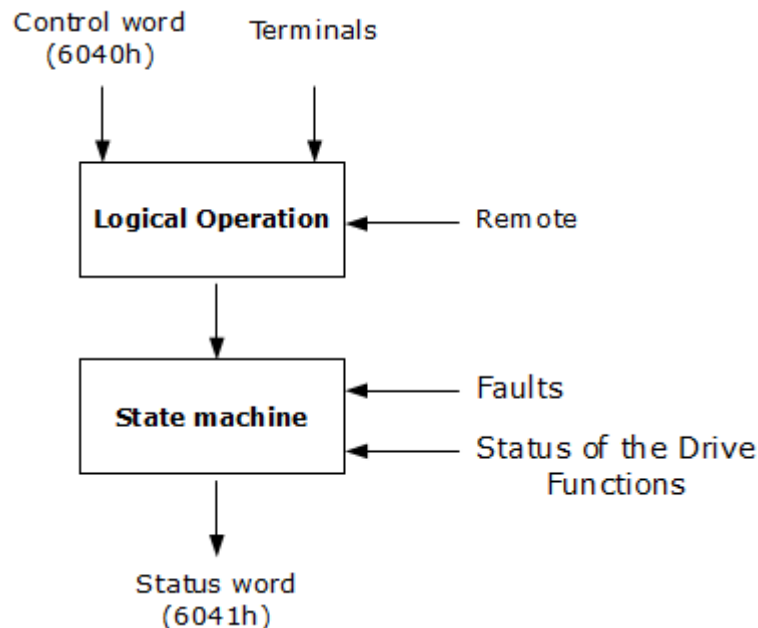 Control word
(6040h)
Terminals
Logical Operation
Remote
State machine
Faults
Status of the Drive
Functions
Status word
(6041h)